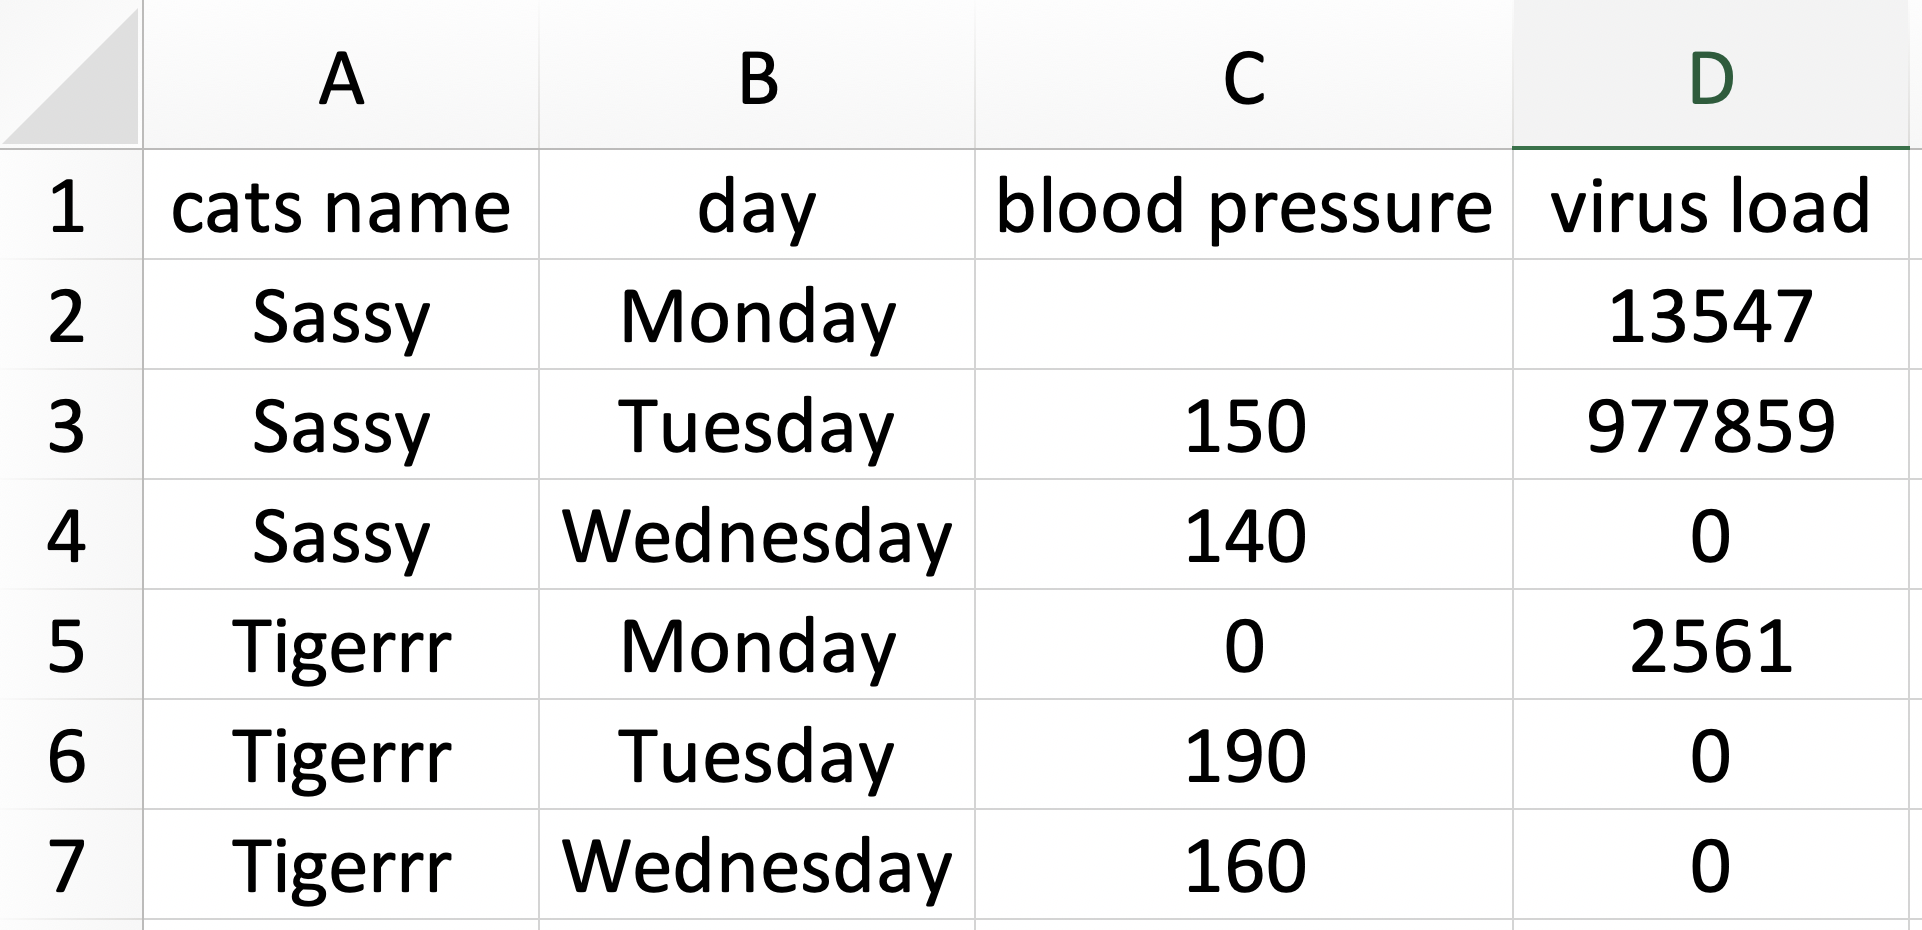 A B C D
1 cats name day blood pressure virus load
2 Sassy Monday 13547
3 Sassy Tuesday 150 977859
4 Sassy Wednesday 140 0
5 Tigerrr Monday 0 2561
6 Tigerrr Tuesday 190 0
7 Tigerrr Wednesday 160 0